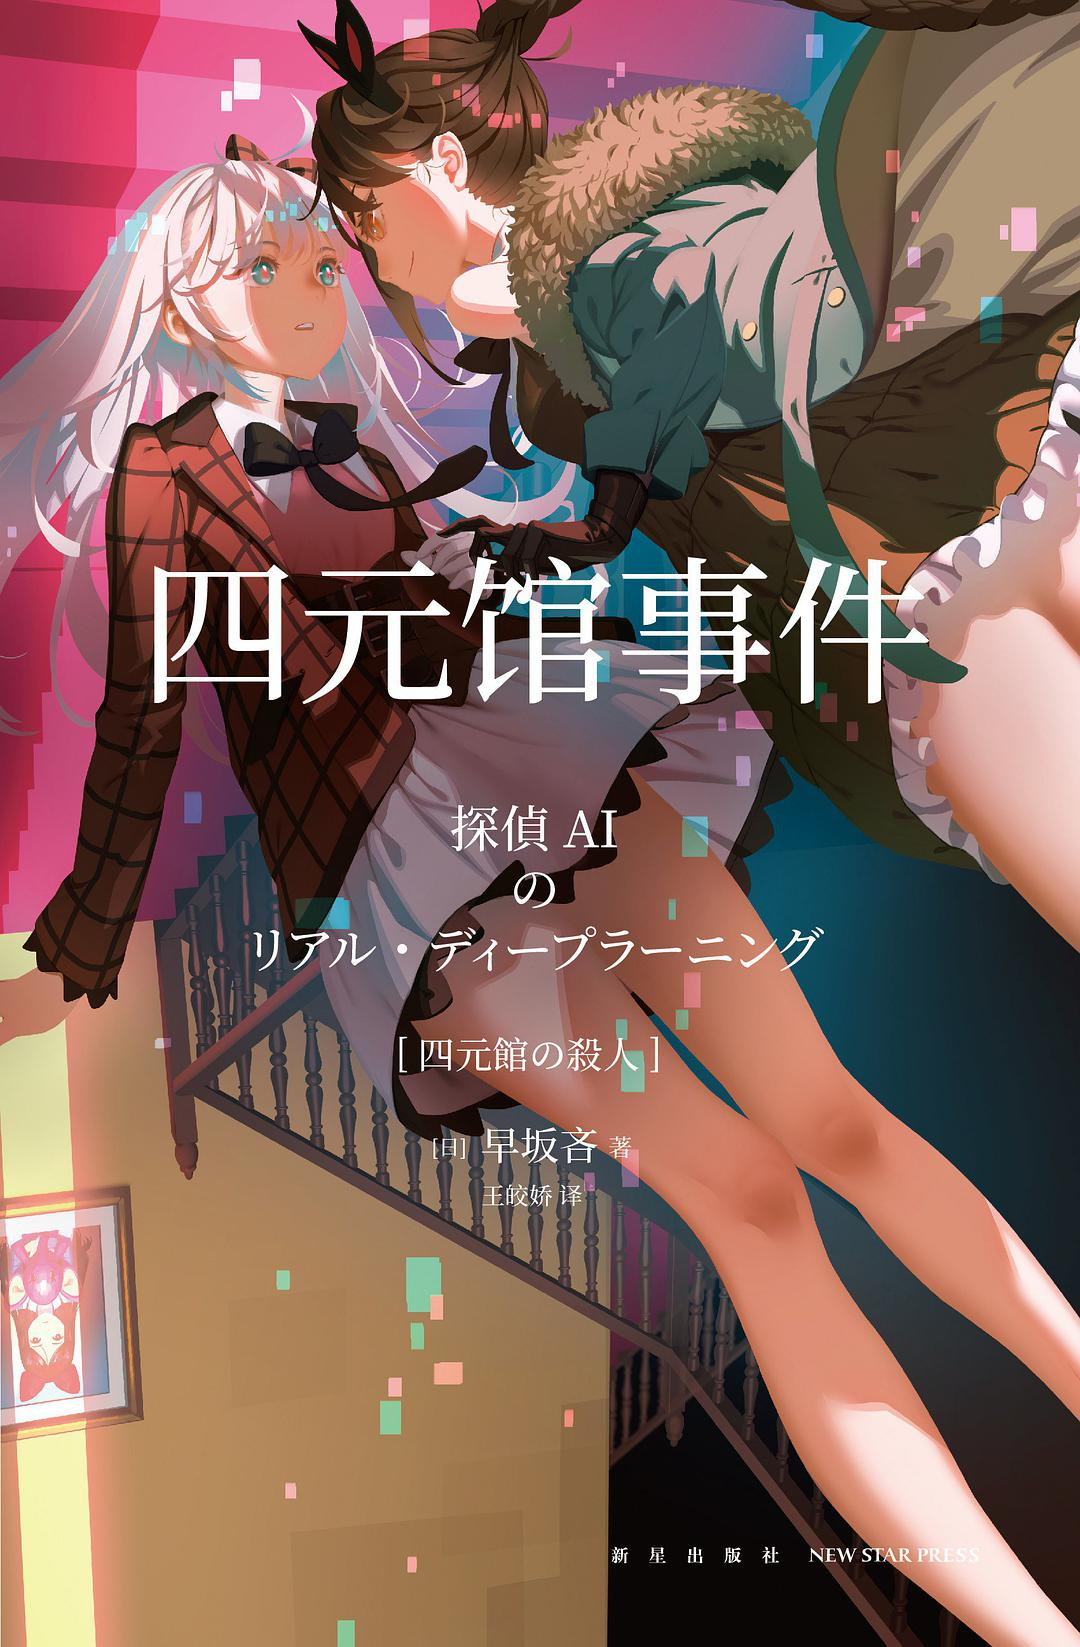 四元馆事件
探偵 AI
の
リアル・ディープラーニング
[ 四元館の殺人 ]
[日] 早坂吝 著
王皎娇 译
新星出版社 NEW STAR PRESS